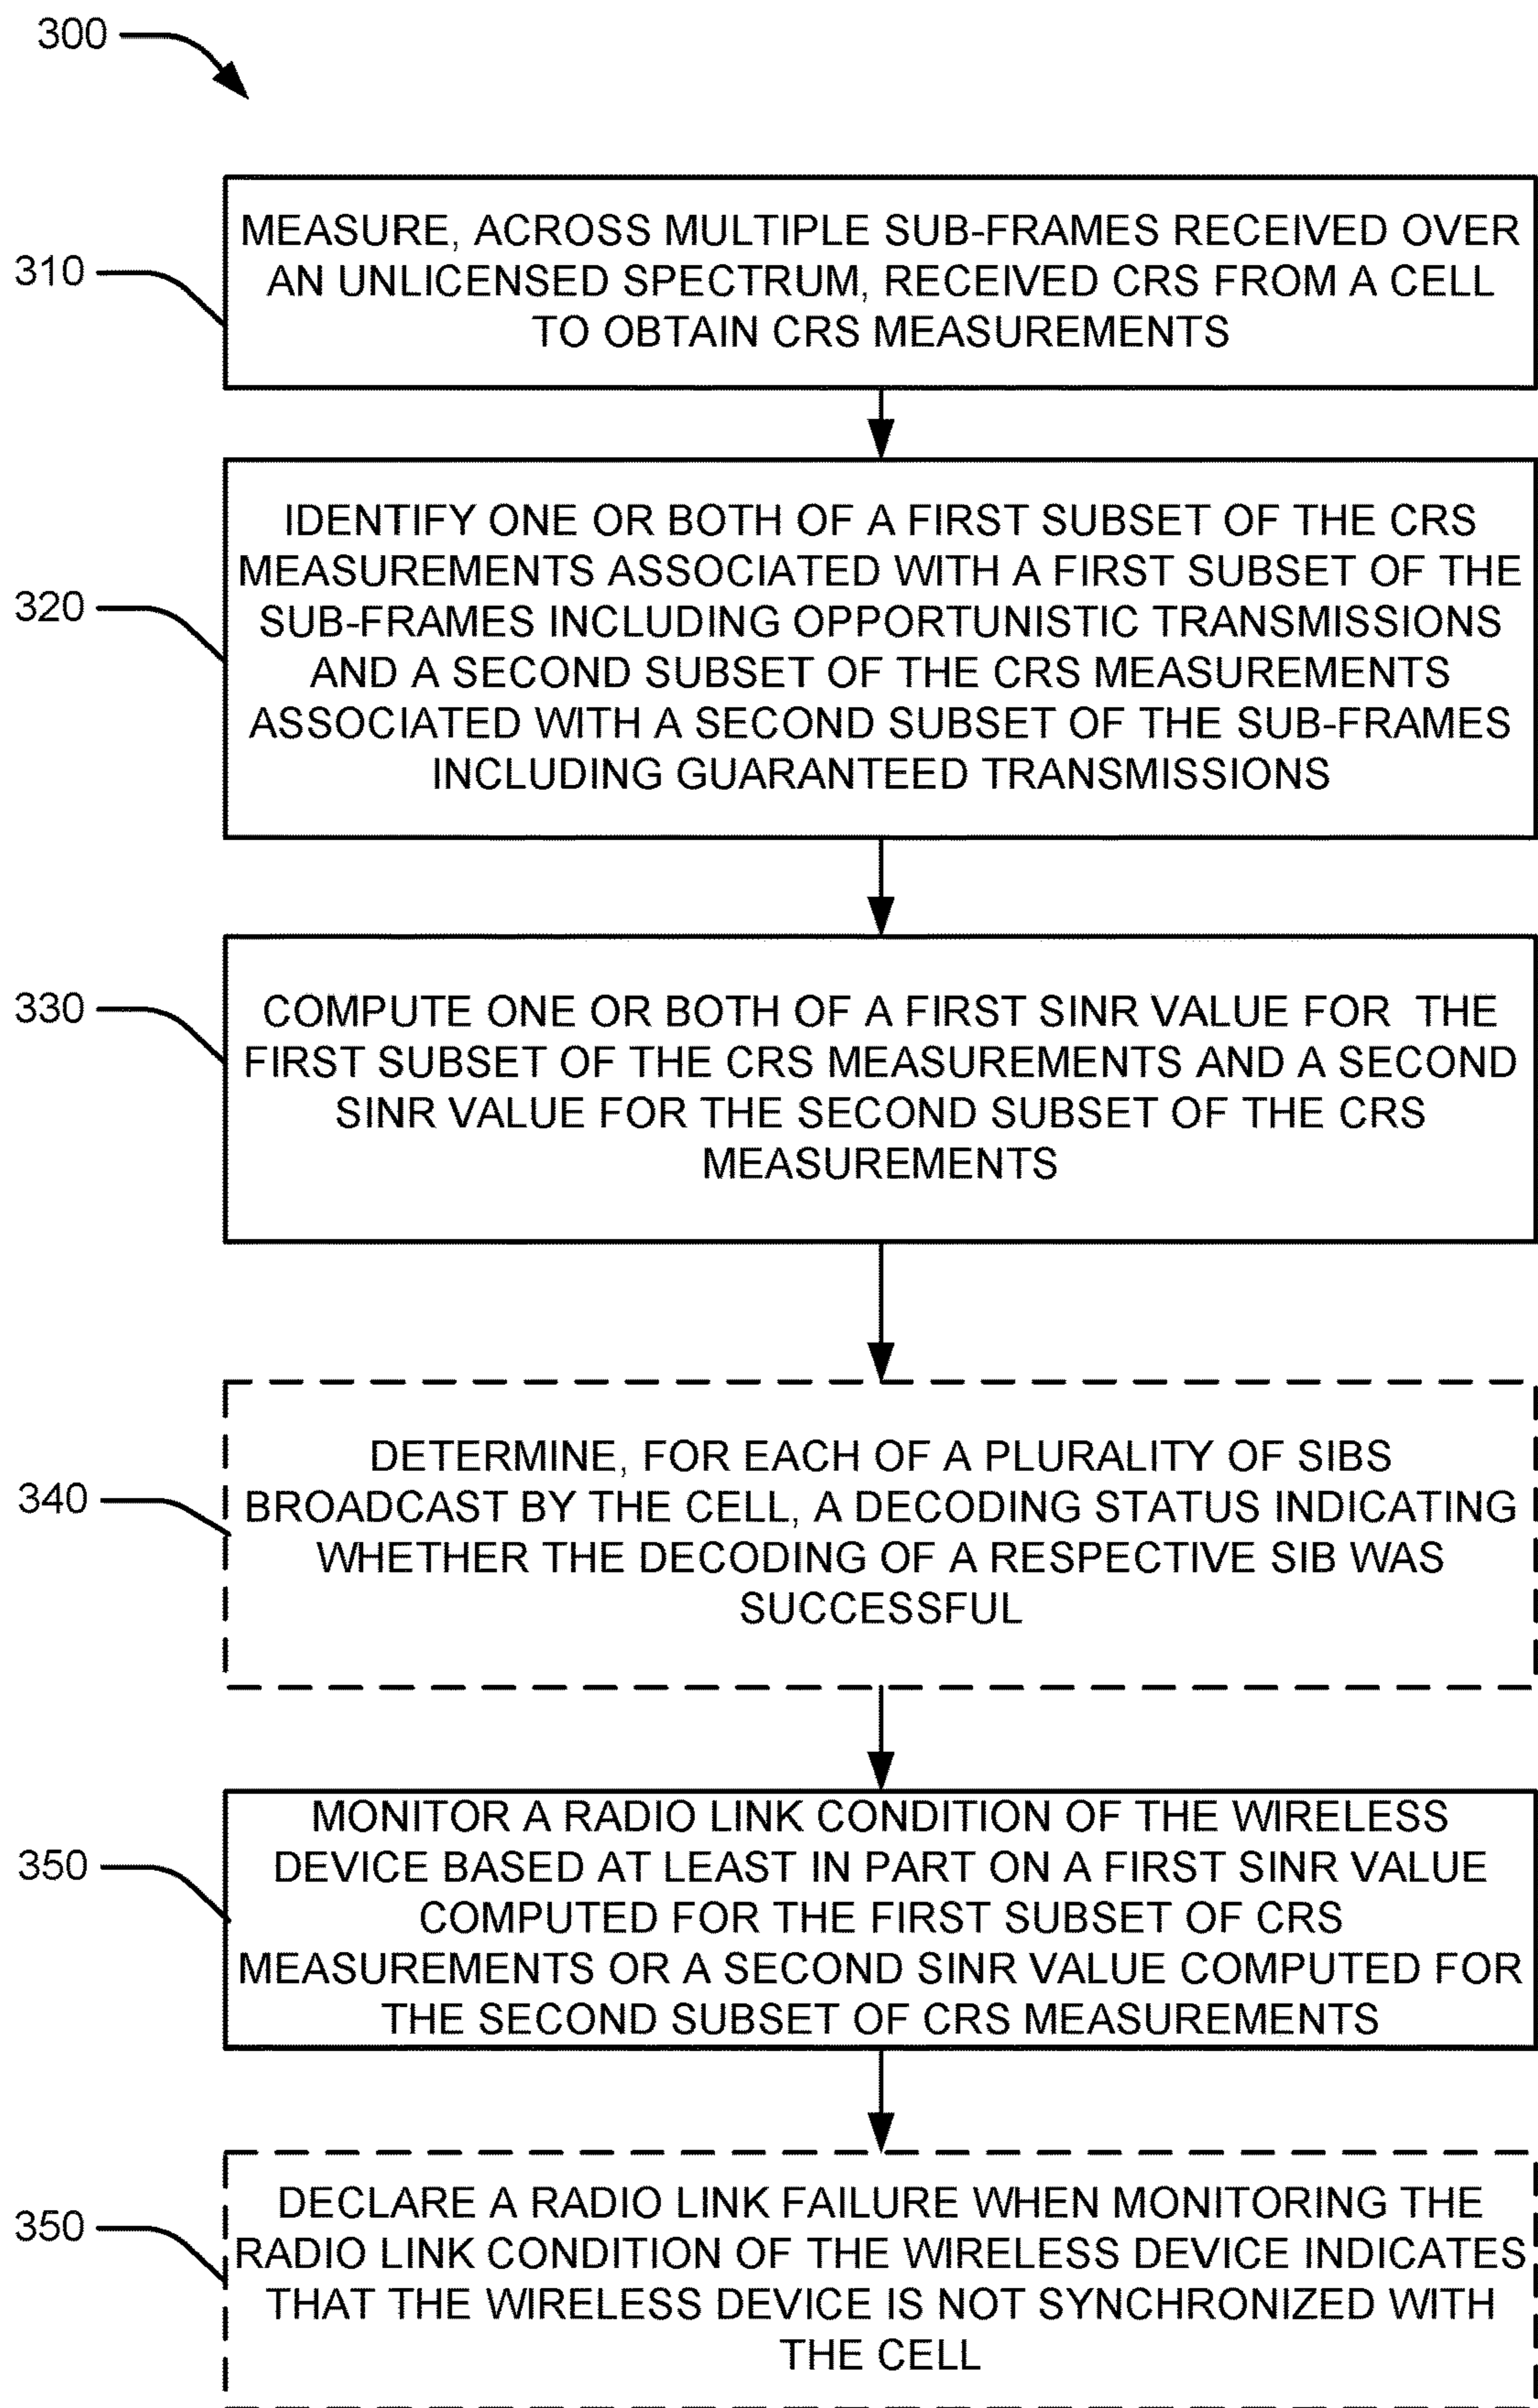 300
310
MEASURE, ACROSS MULTIPLE SUB-FRAMES RECEIVED OVER
AN UNLICENSED SPECTRUM, RECEIVED CRS FROM A CELL
TO OBTAIN CRS MEASUREMENTS
320
IDENTIFY ONE OR BOTH OF A FIRST SUBSET OF THE CRS
MEASUREMENTS ASSOCIATED WITH A FIRST SUBSET OF THE
SUB-FRAMES INCLUDING OPPORTUNISTIC TRANSMISSIONS
AND A SECOND SUBSET OF THE CRS MEASUREMENTS
ASSOCIATED WITH A SECOND SUBSET OF THE SUB-FRAMES
INCLUDING GUARANTEED TRANSMISSIONS
330
COMPUTE ONE OR BOTH OF A FIRST SINR VALUE FOR THE
FIRST SUBSET OF THE CRS MEASUREMENTS AND A SECOND
SINR VALUE FOR THE SECOND SUBSET OF THE CRS
MEASUREMENTS
340
DETERMINE, FOR EACH OF A PLURALITY OF SIBS
BROADCAST BY THE CELL, A DECODING STATUS INDICATING
WHETHER THE DECODING OF A RESPECTIVE SIB WAS
SUCCESSFUL
350
MONITOR A RADIO LINK CONDITION OF THE WIRELESS
DEVICE BASED AT LEAST IN PART ON A FIRST SINR VALUE
COMPUTED FOR THE FIRST SUBSET OF CRS
MEASUREMENTS OR A SECOND SINR VALUE COMPUTED FOR
THE SECOND SUBSET OF CRS MEASUREMENTS
350
DECLARE A RADIO LINK FAILURE WHEN MONITORING THE
RADIO LINK CONDITION OF THE WIRELESS DEVICE INDICATES
THAT THE WIRELESS DEVICE IS NOT SYNCHRONIZED WITH
THE CELL